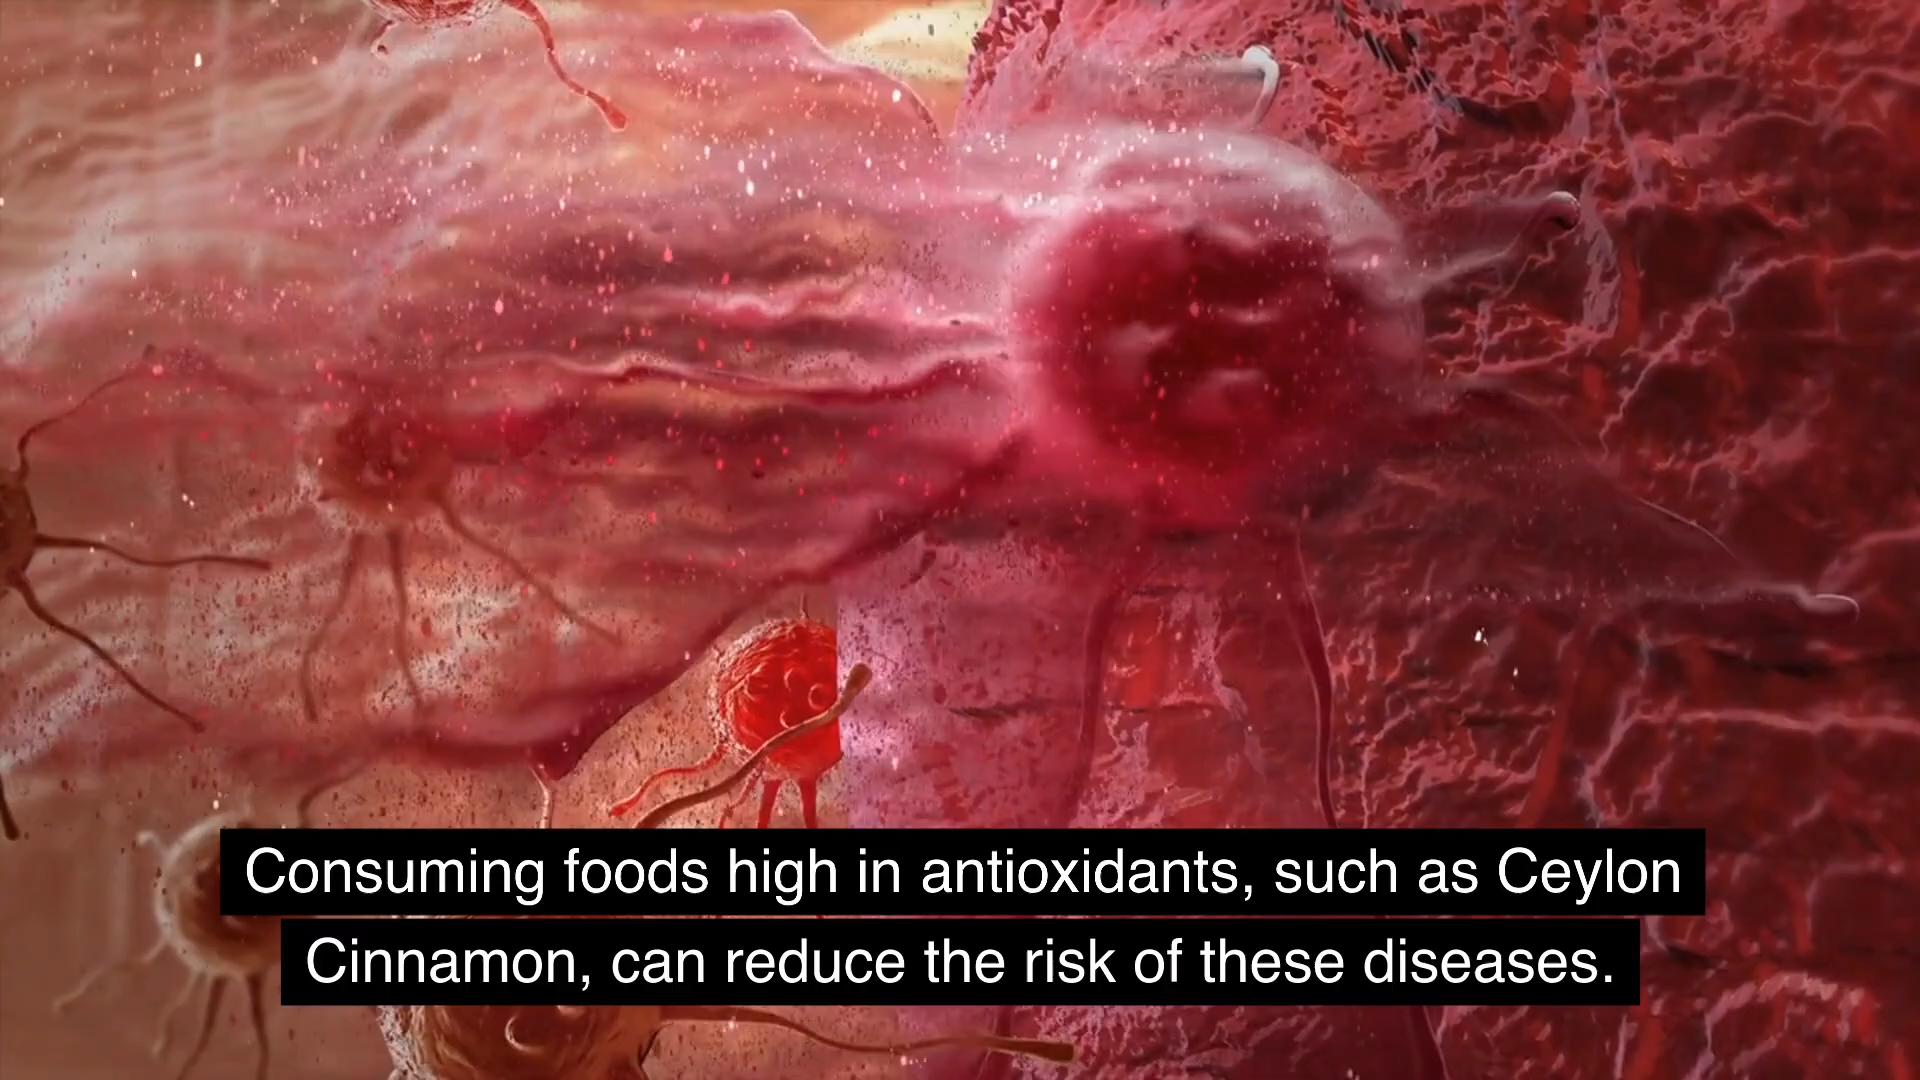 Consuming foods high in antioxidants, such as Ceylon
Cinnamon, can reduce the risk of these diseases.